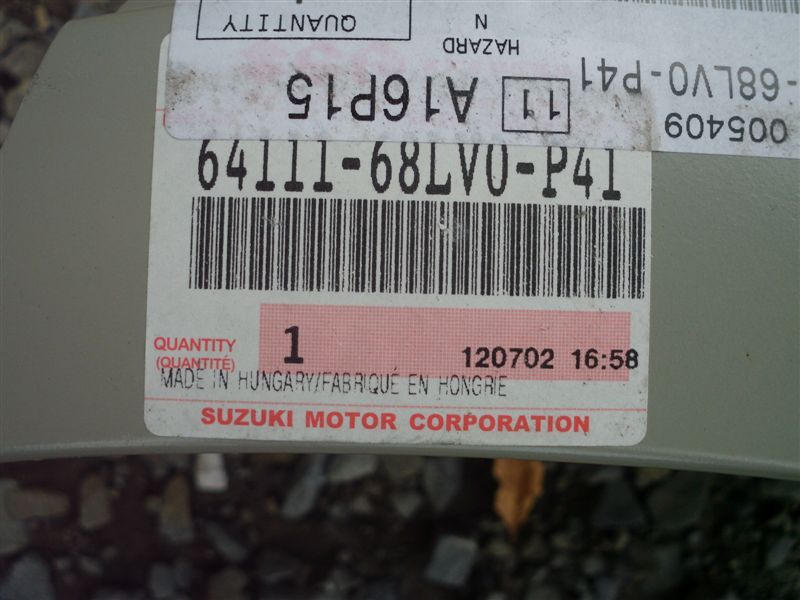 64111-68LV0-P41
QUANTITY
(QUANTITÉ)
1
120702 16:58
MADE IN HUNGARY/FABRIQUÉ EN HONGRIE
SUZUKI MOTOR CORPORATION
005409
-68LV0-P41
11 A16P15
HAZARD
N
QUANTITY